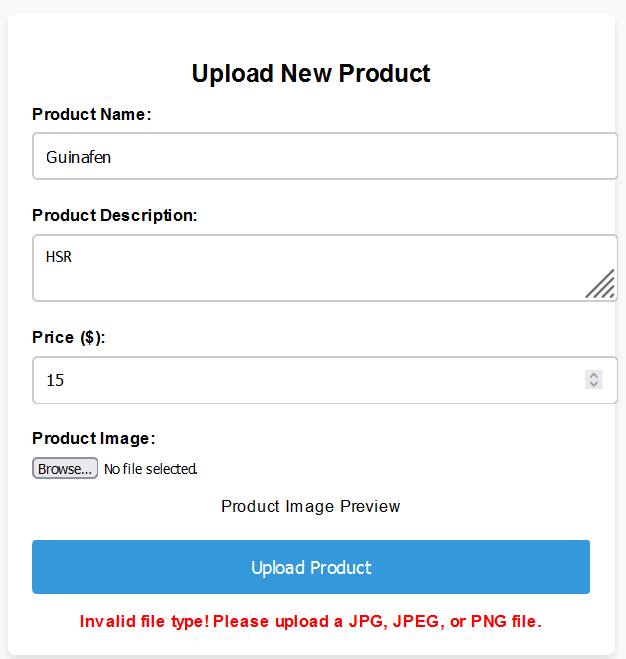 Upload New Product
Product Name:
Guinafen
Product Description:
HSR
Price ($):
15
Product Image:
Browse... No file selected.
Product Image Preview
Upload Product
Invalid file type! Please upload a JPG, JPEG, or PNG file.